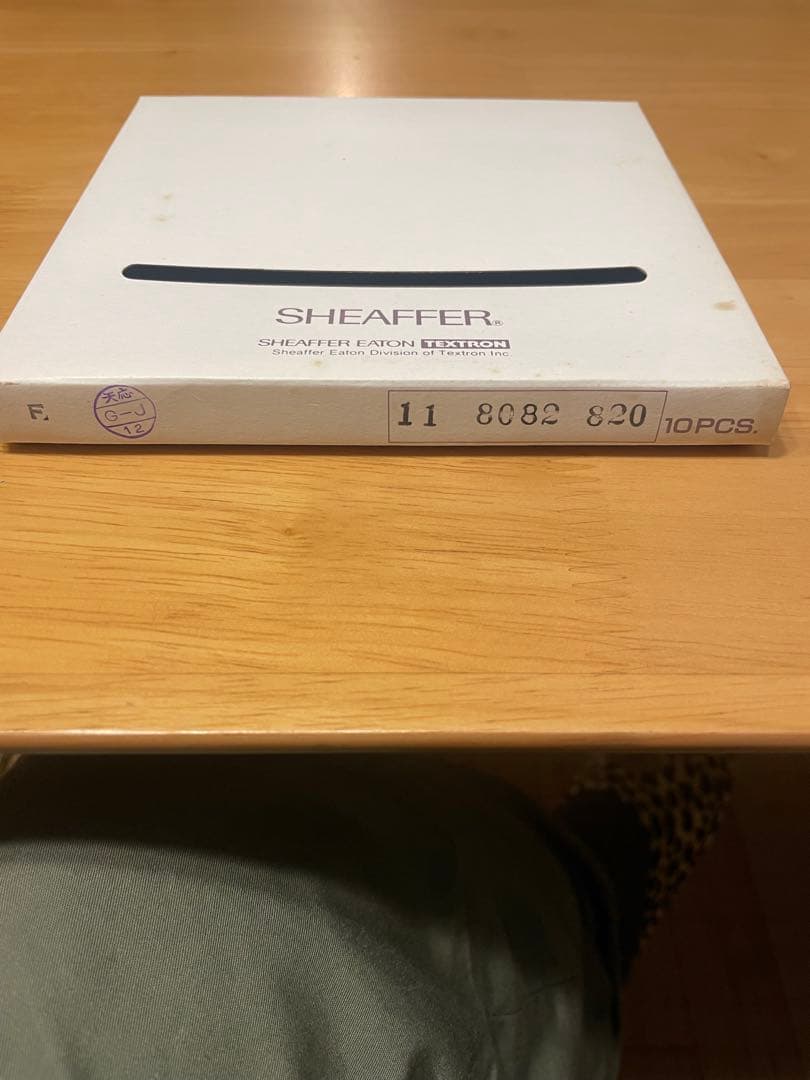 SHEAFFER®
SHEAFFER EATON TEXTRON
Sheaffer Eaton Division of Textron Inc.
F.
天応
G-J
12
11 8082 820
10PCS.